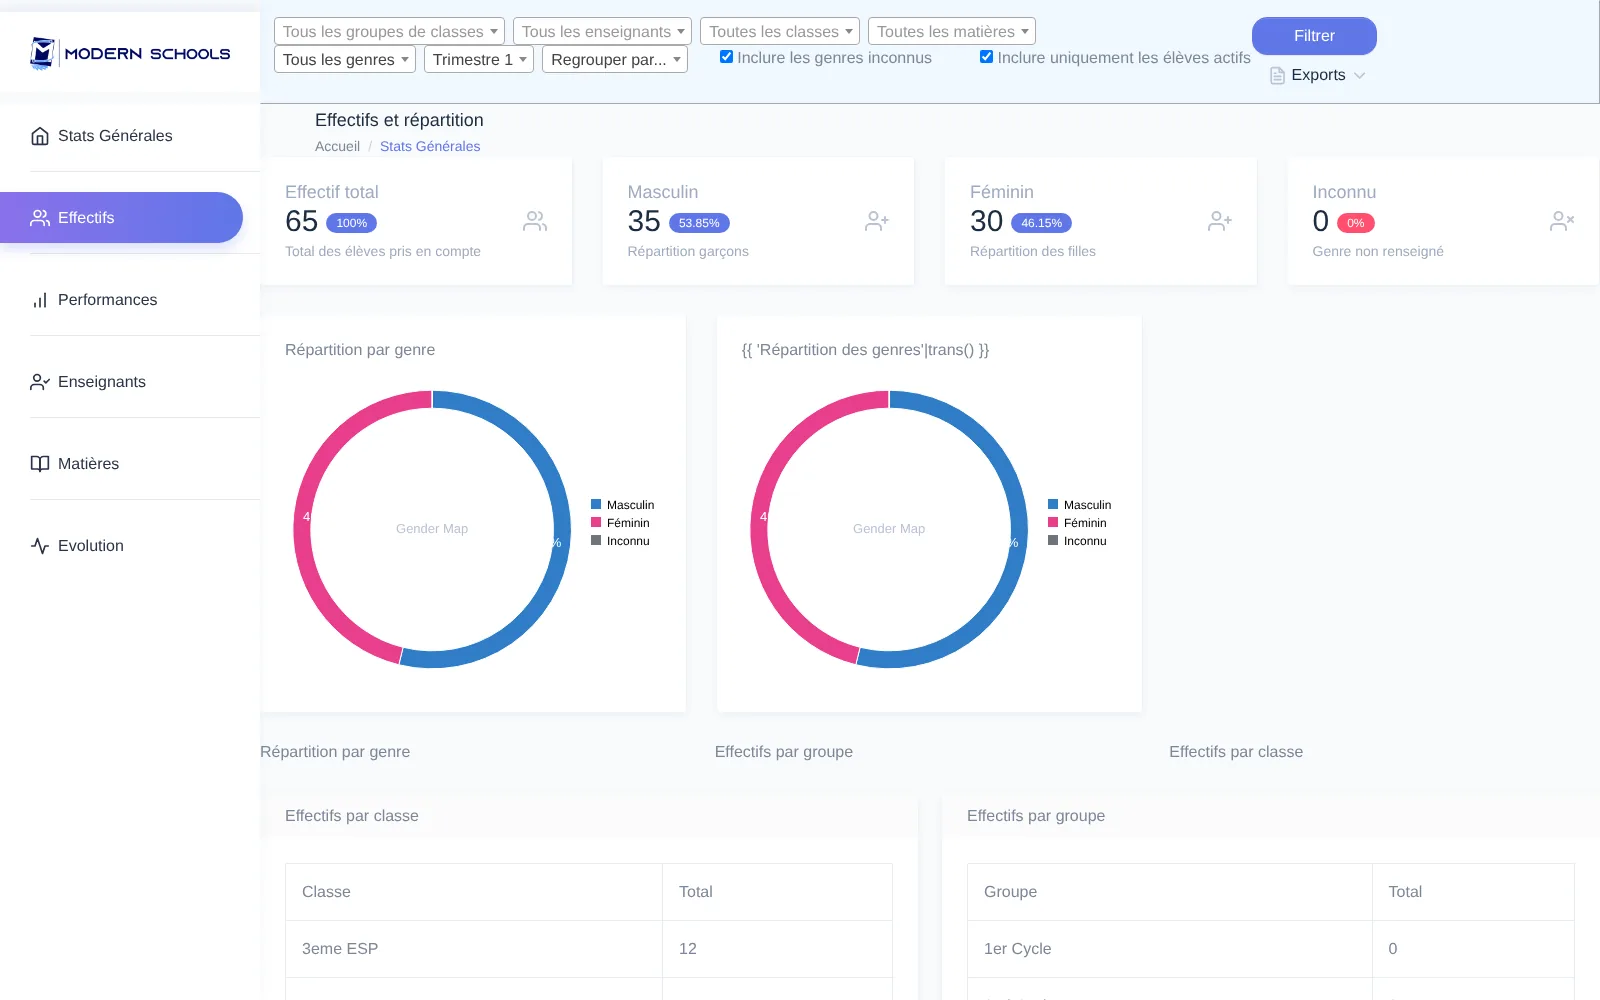 MODERN SCHOOLS
Tous les groupes de classes
Tous les enseignants
Toutes les classes
Toutes les matières
Filtrer
Tous les genres
Trimestre 1
Regrouper par...
Inclure les genres inconnus
Inclure uniquement les élèves actifs
Exports
Stats Générales
Effectifs
Performances
Enseignants
Matières
Evolution
Effectifs et répartition
Accueil / Stats Générales
Effectif total
65 100%
Total des élèves pris en compte
Masculin
35 53.85%
Répartition garçons
Féminin
30 46.15%
Répartition des filles
Inconnu
0 0%
Genre non renseigné
Répartition par genre
4
Gender Map
%
Masculin
Féminin
Inconnu
{{ 'Répartition des genres'|trans() }}
4
Gender Map
%
Masculin
Féminin
Inconnu
Répartition par genre
Effectifs par groupe
Effectifs par classe
Effectifs par classe
Classe Total
3eme ESP 12
Effectifs par groupe
Groupe Total
1er Cycle 0